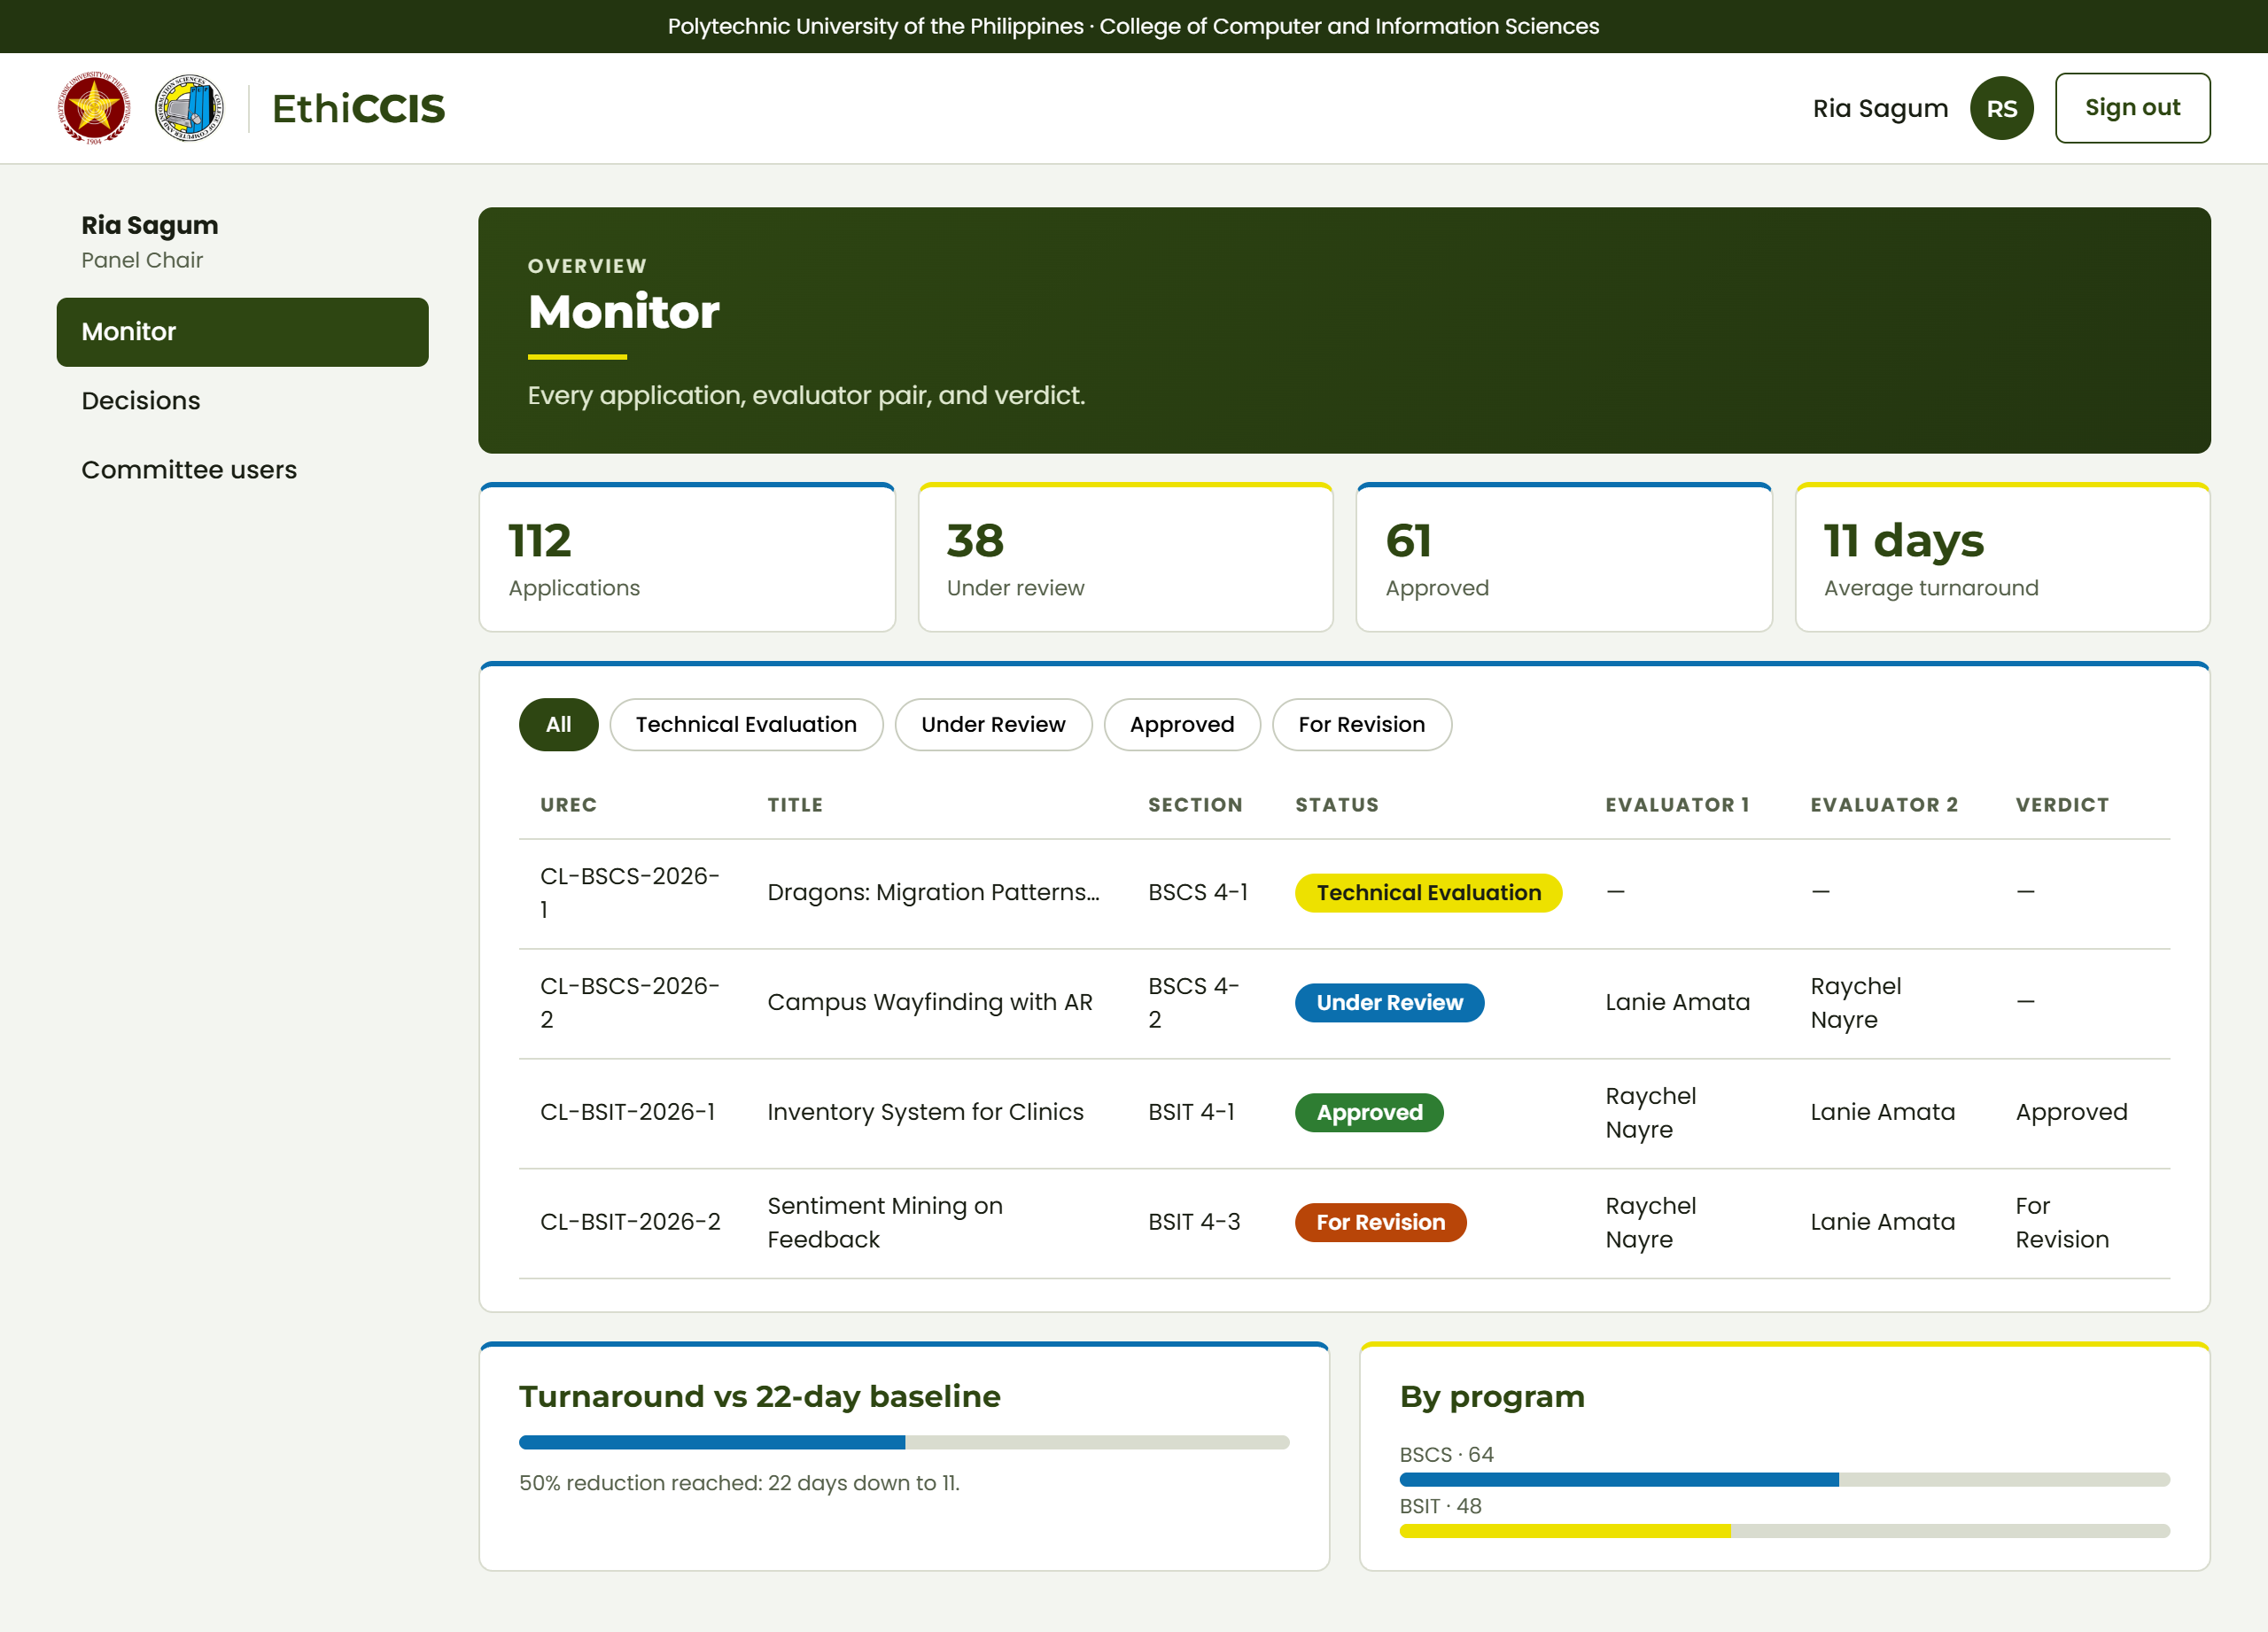 Polytechnic University of the Philippines · College of Computer and Information Sciences
POLYTECHNIC UNIVERSITY OF THE PHILIPPINES
1904
EthiCCIS
Ria Sagum
RS
Sign out
Ria Sagum
Panel Chair
Monitor
Decisions
Committee users
OVERVIEW
Monitor
Every application, evaluator pair, and verdict.
112
Applications
38
Under review
61
Approved
11 days
Average turnaround
All
Technical Evaluation
Under Review
Approved
For Revision
UREC TITLE SECTION STATUS EVALUATOR 1 EVALUATOR 2 VERDICT
CL-BSCS-2026-
1
Dragons: Migration Patterns...
BSCS 4-1
Technical Evaluation
—
—
—
CL-BSCS-2026-
2
Campus Wayfinding with AR
BSCS 4-
2
Under Review
Lanie Amata
Raychel
Nayre
—
CL-BSIT-2026-1
Inventory System for Clinics
BSIT 4-1
Approved
Raychel
Nayre
Lanie Amata
Approved
CL-BSIT-2026-2
Sentiment Mining on
Feedback
BSIT 4-3
For Revision
Raychel
Nayre
Lanie Amata
For
Revision
Turnaround vs 22-day baseline
50% reduction reached: 22 days down to 11.
By program
BSCS · 64
BSIT · 48